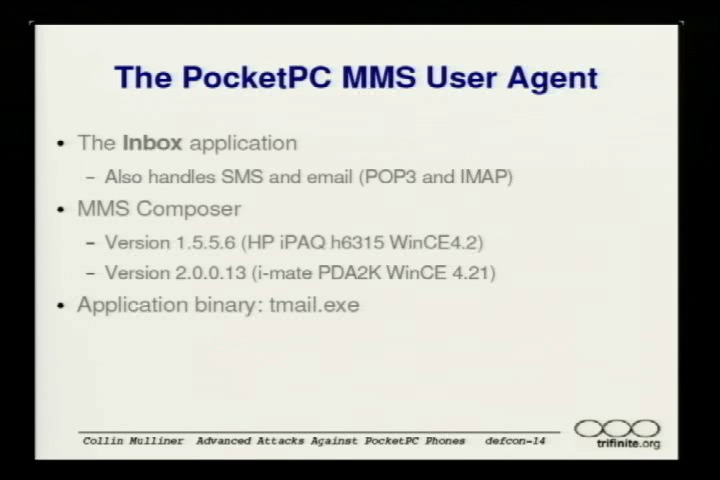 The PocketPC MMS User Agent
• The Inbox application
– Also handles SMS and email (POP3 and IMAP)
• MMS Composer
– Version 1.5.5.6 (HP iPAQ h6315 WinCE4.2)
– Version 2.0.0.13 (i-mate PDA2K WinCE 4.21)
• Application binary: tmail.exe
Collin Mulliner Advanced Attacks Against PocketPC Phones defcon-14
trifinite.org